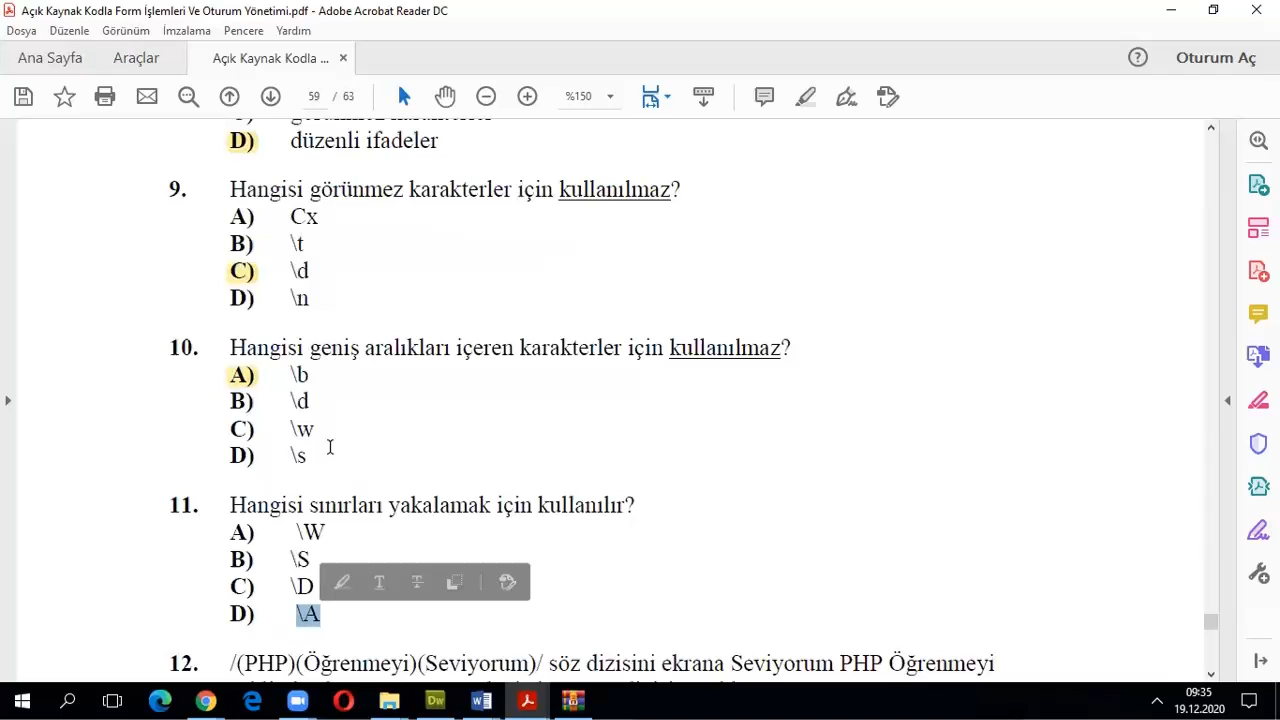 Açık Kaynak Kodla Form İşlemleri Ve Oturum Yönetimi.pdf - Adobe Acrobat Reader DC
Dosya Düzenle Görünüm İmzalama Pencere Yardım
Ana Sayfa Araçlar Açık Kaynak Kodla ... × Oturum Aç
59 / 63 %150
D) düzenli ifadeler
9. Hangisi görünmez karakterler için kullanılmaz?
A) Cx
B) \t
C) \d
D) \n
10. Hangisi geniş aralıkları içeren karakterler için kullanılmaz?
A) \b
B) \d
C) \w
D) \s
11. Hangisi sınırları yakalamak için kullanılır?
A) \W
B) \S
C) \D
D) \A
12. /(PHP)(Öğrenmeyi)(Seviyorum)/ söz dizisini ekrana Seviyorum PHP Öğrenmeyi
09:35
19.12.2020